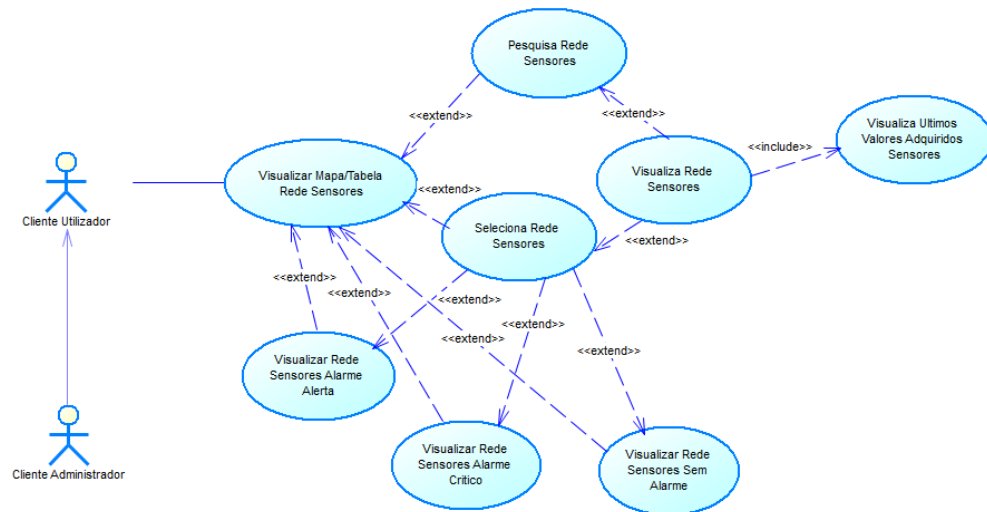 Pesquisa Rede
Sensores
<<extend>>
<<extend>>
Visualiza Ultimos
Valores Adquiridos
Sensores
<<include>>
Visualizar Mapa/Tabela
Rede Sensores
Visualiza Rede
Sensores
<<extend>>
Cliente Utilizador
Seleciona Rede
Sensores
<<extend>>
<<extend>>
<<extend>>
<<extend>>
<<extend>>
<<extend>>
<<extend>>
Visualizar Rede
Sensores Alarme
Alerta
Visualizar Rede
Sensores Alarme
Critico
Visualizar Rede
Sensores Sem
Alarme
Cliente Administrador